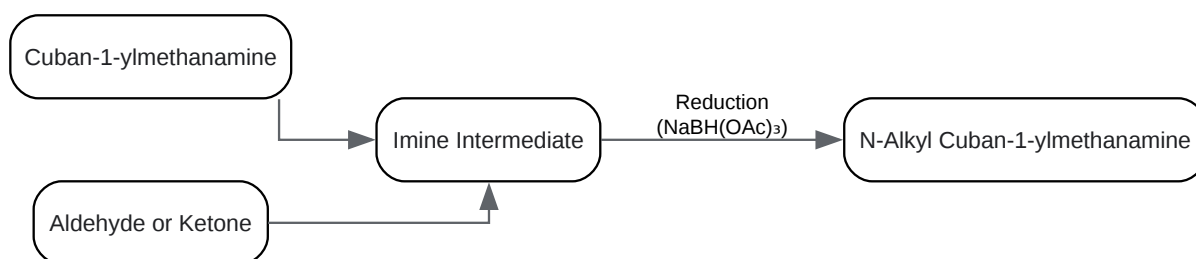 Cuban-1-ylmethanamine
Reduction
(NaBH(OAc)₃)
Imine Intermediate
N-Alkyl Cuban-1-ylmethanamine
Aldehyde or Ketone